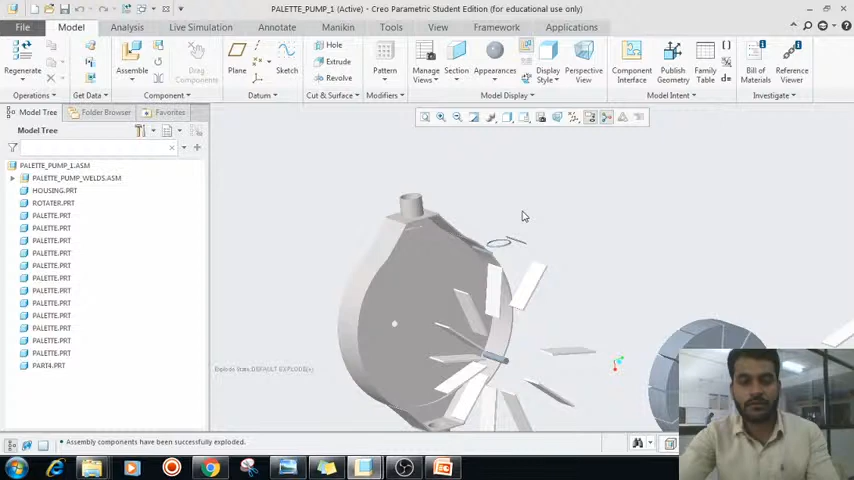 PALETTE_PUMP_1 (Active) - Creo Parametric Student Edition (for educational use only)
File Model Analysis Live Simulation Annotate Manikin Tools View Framework Applications
Regenerate
Assemble
Drag Components
Plane
Sketch
Hole
Extrude
Revolve
Pattern
Manage Views
Section
Appearances
Display Style
Perspective View
Component Interface
Publish Geometry
Family Table
Bill of Materials
Reference Viewer
Operations Get Data Component Datum Cut & Surface Modifiers Model Display Model Intent Investigate
Model Tree Folder Browser Favorites
Model Tree
PALETTE_PUMP_1.ASM
PALETTE_PUMP_WELDS.ASM
HOUSING.PRT
ROTATER.PRT
PALETTE.PRT
PALETTE.PRT
PALETTE.PRT
PALETTE.PRT
PALETTE.PRT
PALETTE.PRT
PALETTE.PRT
PALETTE.PRT
PALETTE.PRT
PALETTE.PRT
PALETTE.PRT
PALETTE.PRT
PART4.PRT
Explode State:DEFAULT EXPLODE(+)
Assembly components have been successfully exploded.